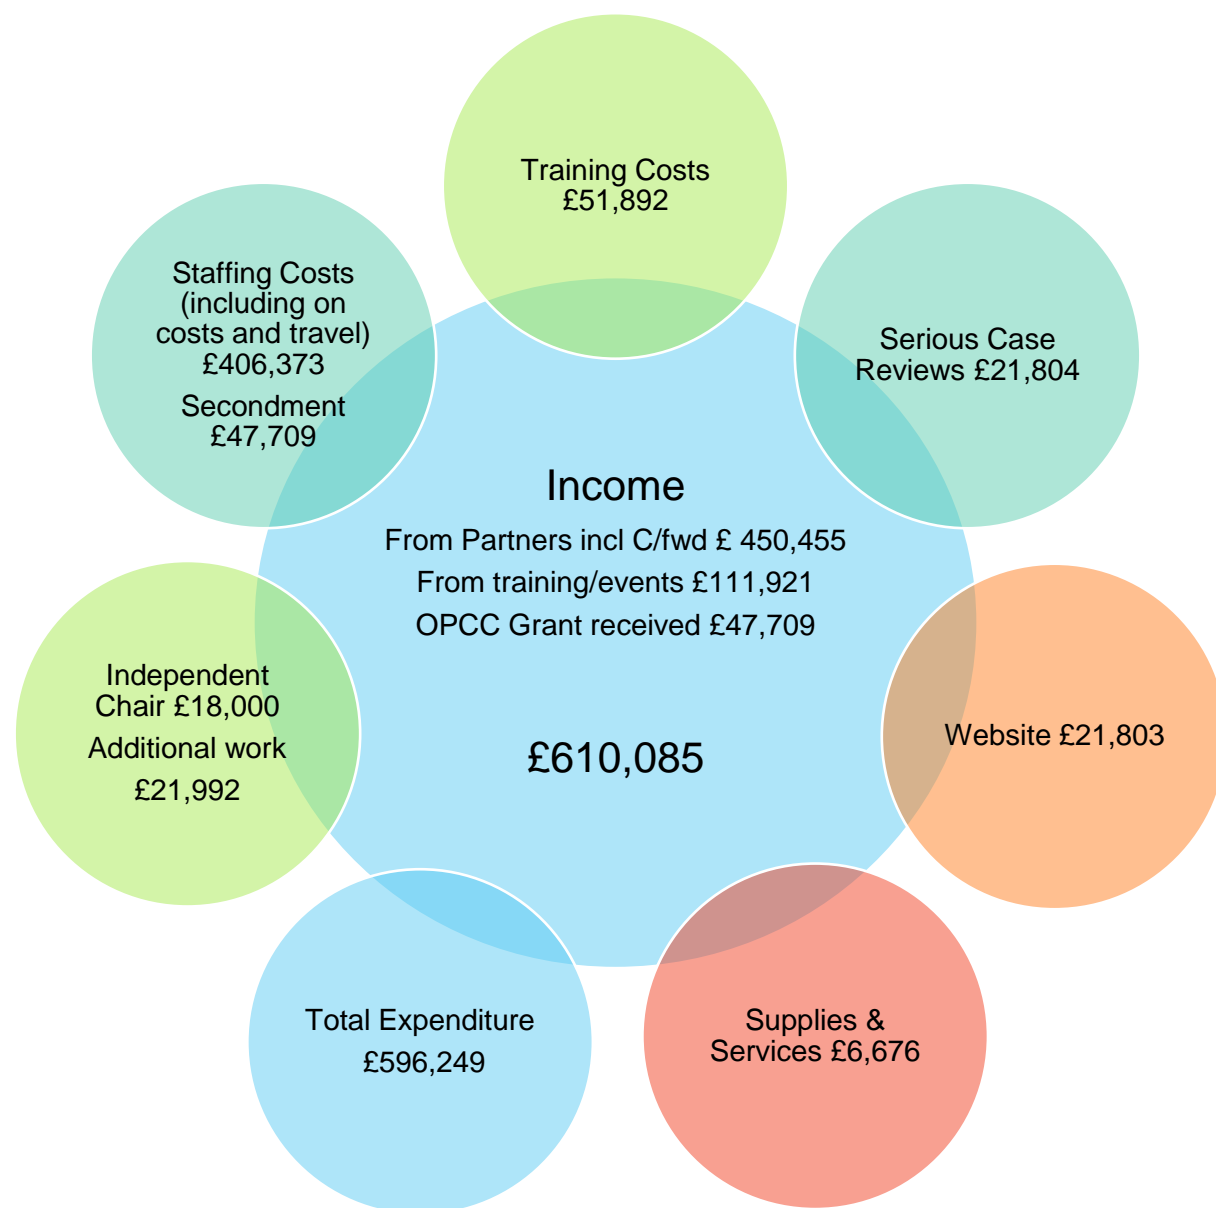 Training Costs
£51,892
Staffing Costs
(including on
costs and travel)
£406,373
Secondment
£47,709
Serious Case
Reviews £21,804
Income
From Partners incl C/fwd £ 450,455
From training/events £111,921
OPCC Grant received £47,709
£610,085
Independent
Chair £18,000
Additional work
£21,992
Website £21,803
Total Expenditure
£596,249
Supplies &
Services £6,676